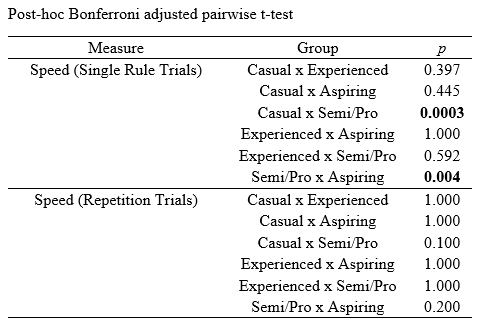 Post-hoc Bonferroni adjusted pairwise t-test
Measure Group p
Speed (Single Rule Trials) Casual x Experienced 0.397
Casual x Aspiring 0.445
Casual x Semi/Pro 0.0003
Experienced x Aspiring 1.000
Experienced x Semi/Pro 0.592
Semi/Pro x Aspiring 0.004
Speed (Repetition Trials) Casual x Experienced 1.000
Casual x Aspiring 1.000
Casual x Semi/Pro 0.100
Experienced x Aspiring 1.000
Experienced x Semi/Pro 1.000
Semi/Pro x Aspiring 0.200